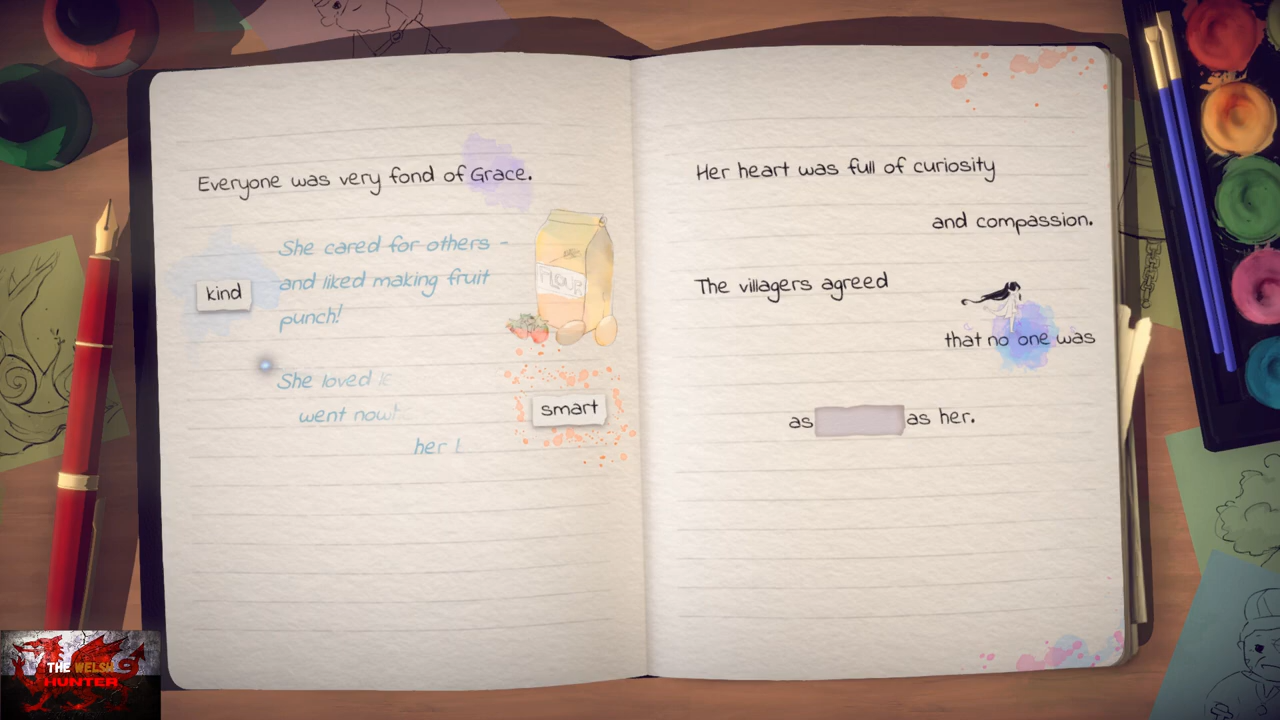 Everyone was very fond of Grace.
She cared for others -
and liked making fruit
punch!
kind
She loved
went now
her
smart
FLOUR
Her heart was full of curiosity
and compassion.
The villagers agreed
that no one was
as as her.
THE WELSH
HUNTER